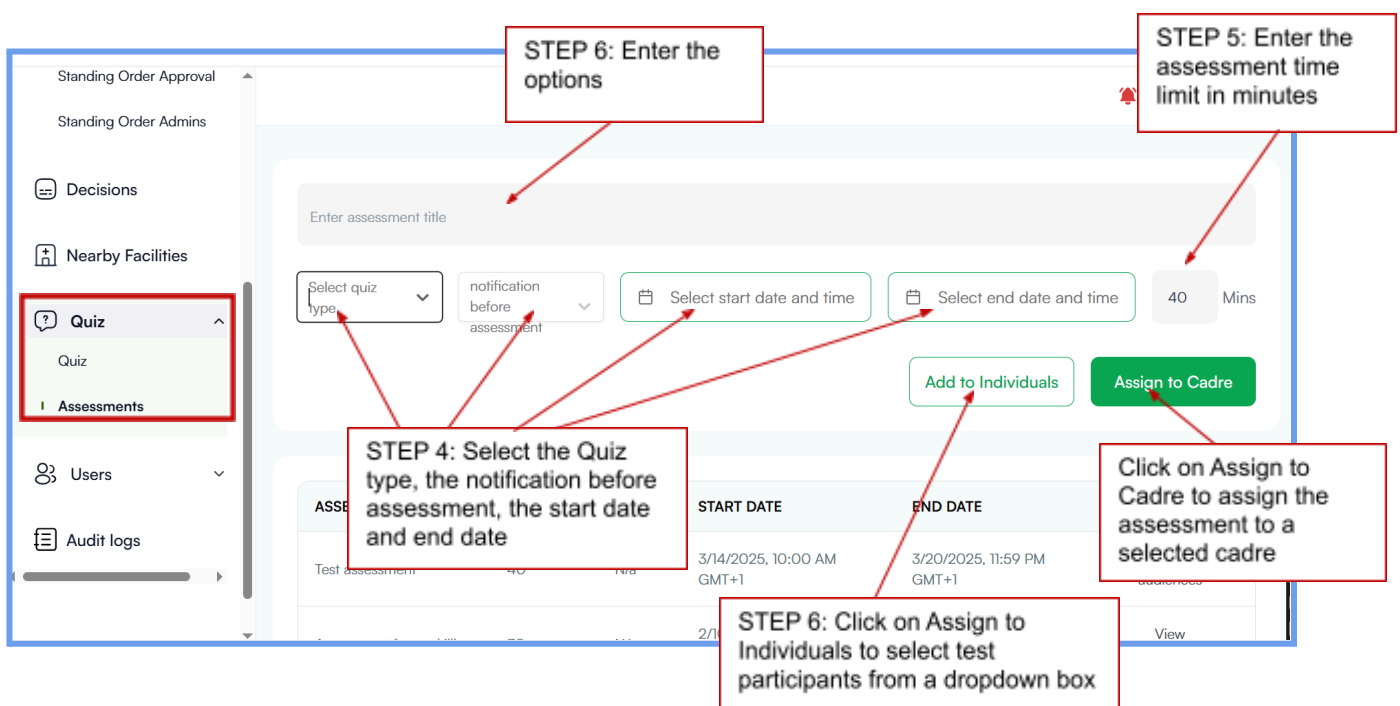 STEP 6: Enter the
options
STEP 5: Enter the
assessment time
limit in minutes
Standing Order Approval
Standing Order Admins
Decisions
Nearby Facilities
Quiz
Quiz
Assessments
Users
Audit logs
Enter assessment title
Select quiz
type
notification
before
assessment
Select start date and time
Select end date and time
40 Mins
Add to Individuals
Assign to Cadre
STEP 4: Select the Quiz
type, the notification before
assessment, the start date
and end date
Click on Assign to
Cadre to assign the
assessment to a
selected cadre
START DATE
END DATE
Test assessment
40
N/a
3/14/2025, 10:00 AM
GMT+1
3/20/2025, 11:59 PM
GMT+1
audiences
View
STEP 6: Click on Assign to
Individuals to select test
participants from a dropdown box